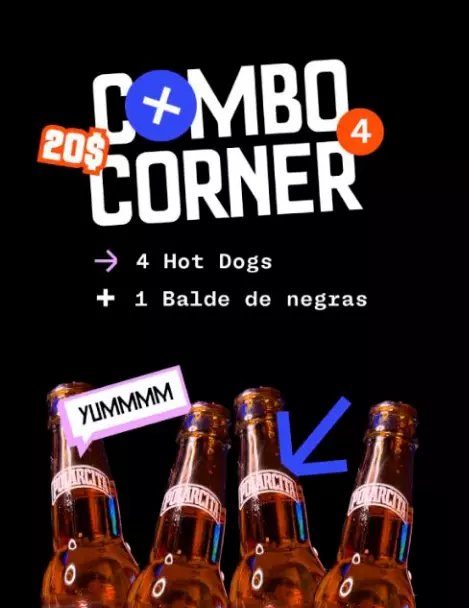 COMBO
4
20$
CORNER
→ 4 Hot Dogs
+ 1 Balde de negras
YUMMMM
POLARCITA
POLARCITA
POLARCITA
POLARCITA